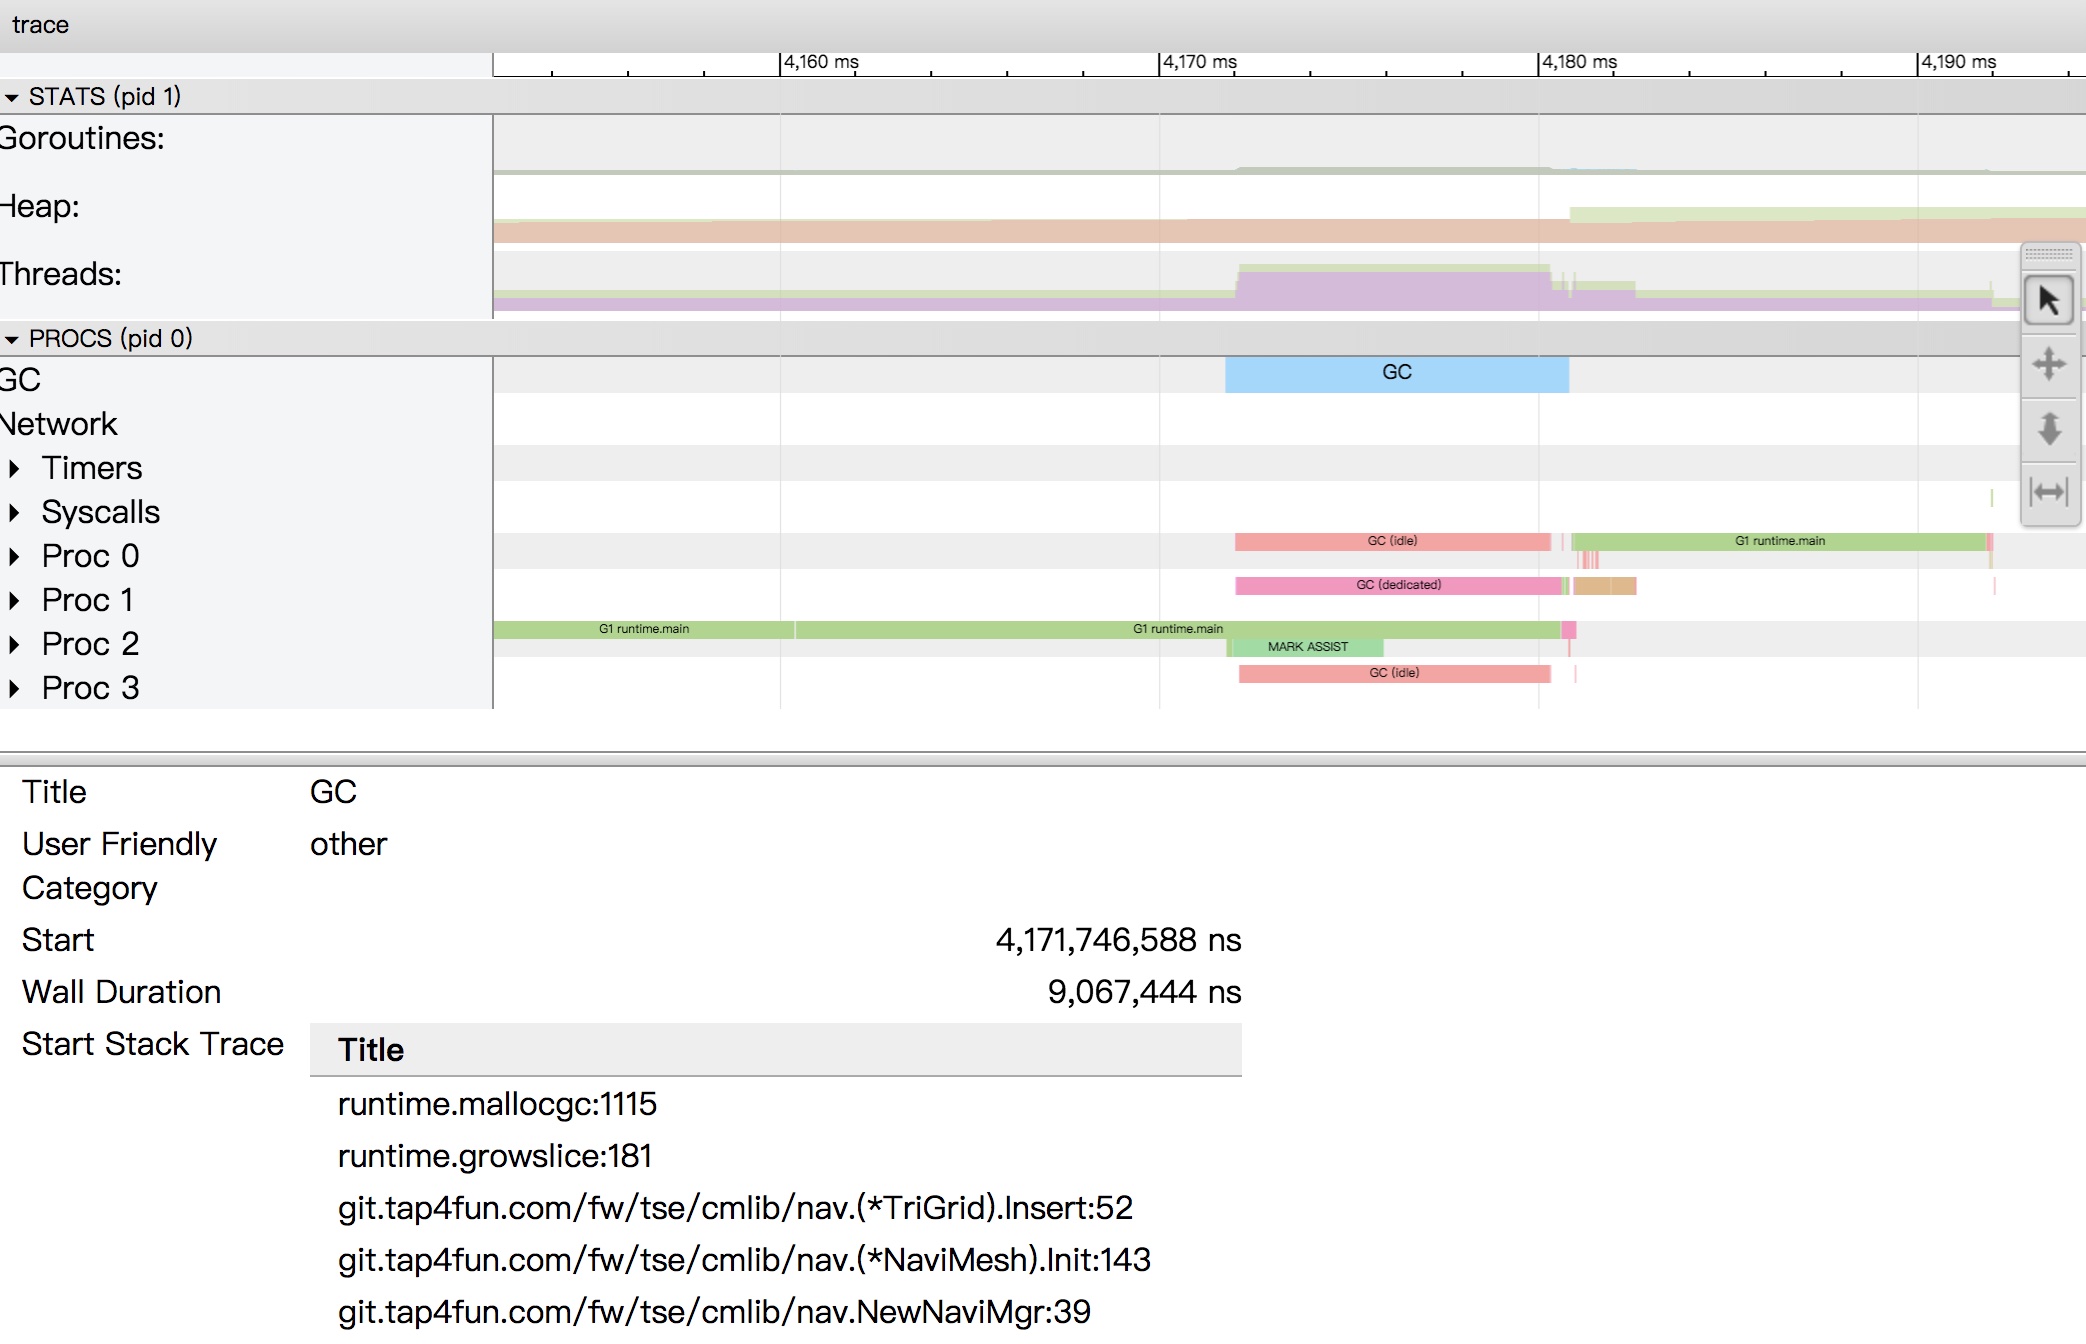 trace
4,160 ms 4,170 ms 4,180 ms 4,190 ms
STATS (pid 1)
Goroutines:
Heap:
Threads:
PROCS (pid 0)
GC GC
Network
Timers
Syscalls
Proc 0 GC (idle) G1 runtime.main
Proc 1 GC (dedicated)
Proc 2 G1 runtime.main G1 runtime.main
MARK ASSIST
Proc 3 GC (idle)
Title GC
User Friendly other
Category
Start 4,171,746,588 ns
Wall Duration 9,067,444 ns
Start Stack Trace Title
runtime.mallocgc:1115
runtime.growslice:181
git.tap4fun.com/fw/tse/cmlib/nav.(*TriGrid).Insert:52
git.tap4fun.com/fw/tse/cmlib/nav.(*NaviMesh).Init:143
git.tap4fun.com/fw/tse/cmlib/nav.NewNaviMgr:39